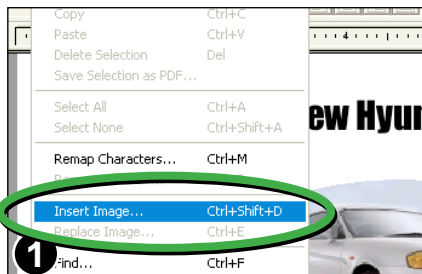 Copy Ctrl+C
Paste Ctrl+V
Delete Selection Del
Save Selection as PDF...
Select All Ctrl+A
Select None Ctrl+Shift+A
ew Hyun
Remap Characters... Ctrl+M
Insert Image... Ctrl+Shift+D
Replace Image... Ctrl+E
1
Find... Ctrl+F
4